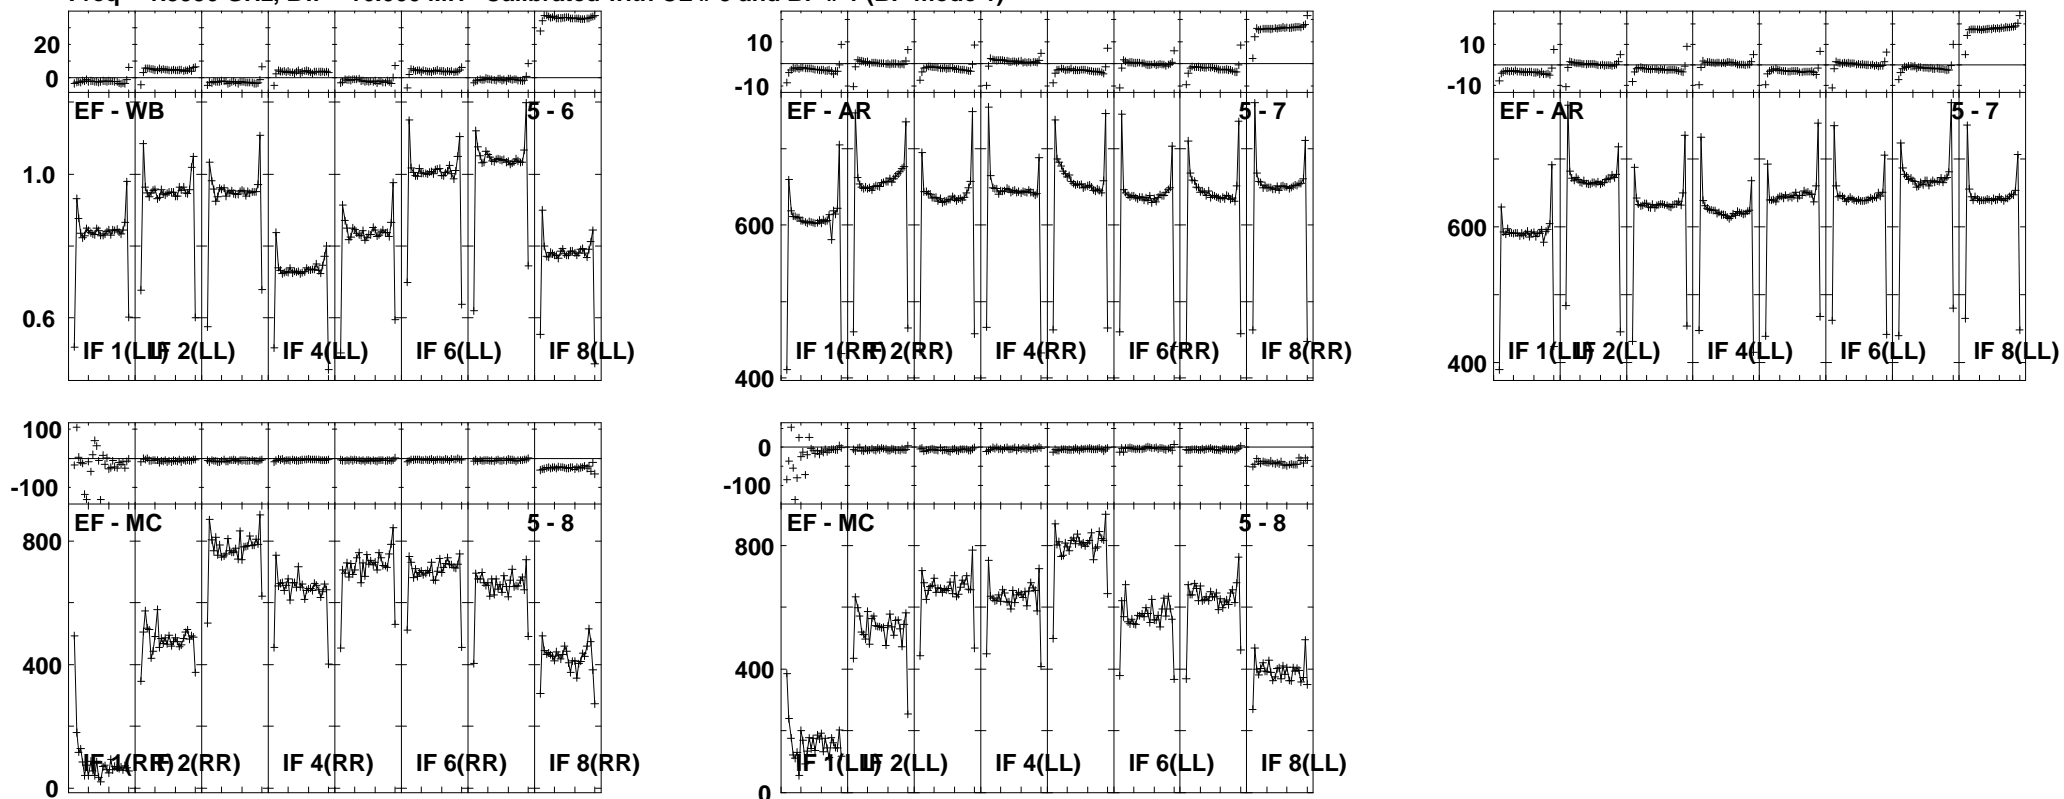 20
0
EF - WB 5 - 6
1.0
0.6
IF 1(LL) IF 2(LL) IF 4(LL) IF 6(LL) IF 8(LL)
10
-10
EF - AR 5 - 7
600
400
IF 1(RR) IF 2(RR) IF 4(RR) IF 6(RR) IF 8(RR)
10
-10
EF - AR 5 - 7
600
400
IF 1(LL) IF 2(LL) IF 4(LL) IF 6(LL) IF 8(LL)
100
-100
EF - MC 5 - 8
800
400
0
IF 1(RR) IF 2(RR) IF 4(RR) IF 6(RR) IF 8(RR)
0
-100
EF - MC 5 - 8
800
400
0
IF 1(LL) IF 2(LL) IF 4(LL) IF 6(LL) IF 8(LL)